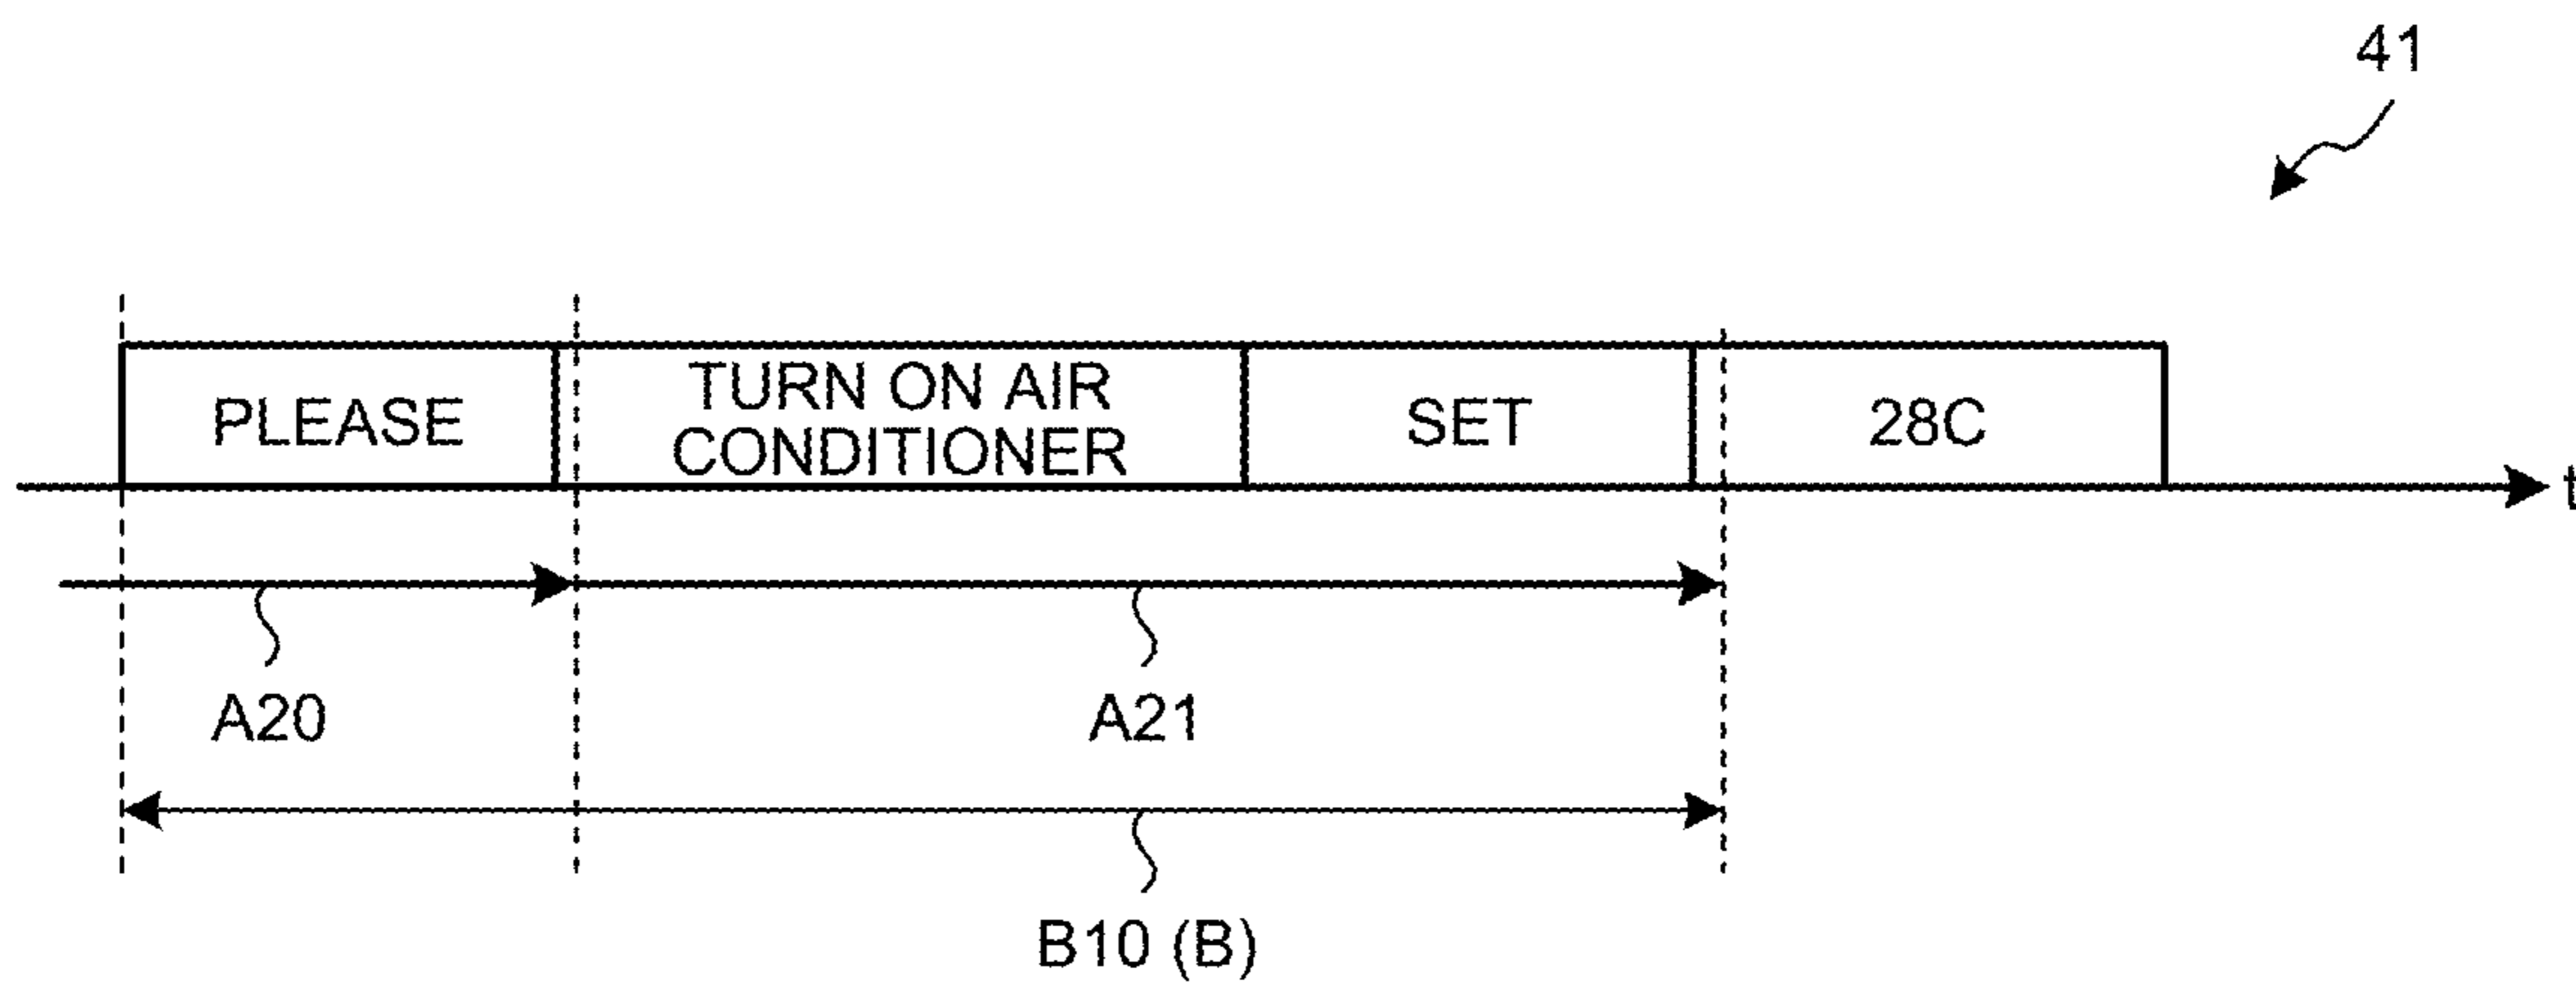 41
PLEASE
TURN ON AIR
CONDITIONER
SET
28C
t
A20
A21
B10 (B)